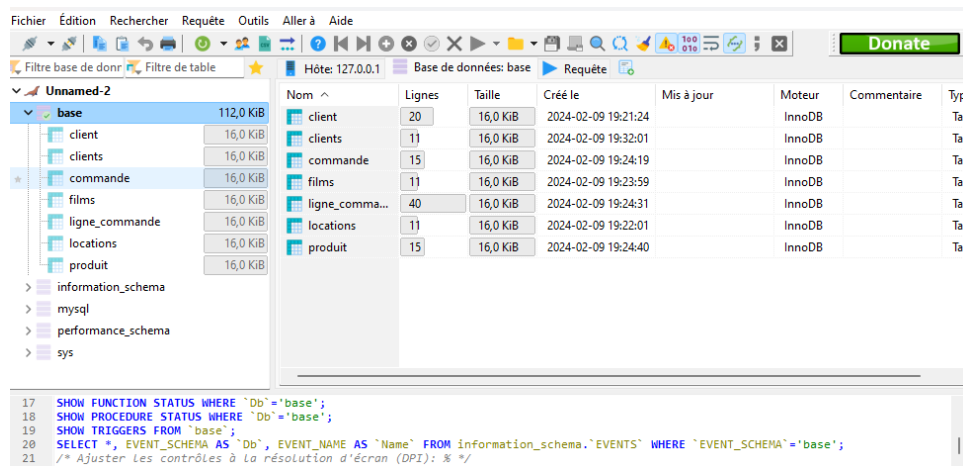 Fichier Édition Rechercher Requête Outils Aller à Aide
Donate
Filtre base de donr Filtre de table Hôte: 127.0.0.1 Base de données: base Requête
Unnamed-2
base 112,0 KiB
client 16,0 KiB
clients 16,0 KiB
commande 16,0 KiB
films 16,0 KiB
ligne_commande 16,0 KiB
locations 16,0 KiB
produit 16,0 KiB
information_schema
mysql
performance_schema
sys
Nom Lignes Taille Créé le Mis à jour Moteur Commentaire Typ
client 20 16,0 KiB 2024-02-09 19:21:24 InnoDB Ta
clients 11 16,0 KiB 2024-02-09 19:32:01 InnoDB Ta
commande 15 16,0 KiB 2024-02-09 19:24:19 InnoDB Ta
films 11 16,0 KiB 2024-02-09 19:23:59 InnoDB Ta
ligne_comma... 40 16,0 KiB 2024-02-09 19:24:31 InnoDB Ta
locations 11 16,0 KiB 2024-02-09 19:22:01 InnoDB Ta
produit 15 16,0 KiB 2024-02-09 19:24:40 InnoDB Ta
17 SHOW FUNCTION STATUS WHERE `Db`='base';
18 SHOW PROCEDURE STATUS WHERE `Db`='base';
19 SHOW TRIGGERS FROM `base`;
20 SELECT *, EVENT_SCHEMA AS `Db`, EVENT_NAME AS `Name` FROM information_schema.`EVENTS` WHERE `EVENT_SCHEMA`='base';
21 /* Ajuster les contrôles à la résolution d'écran (DPI): % */